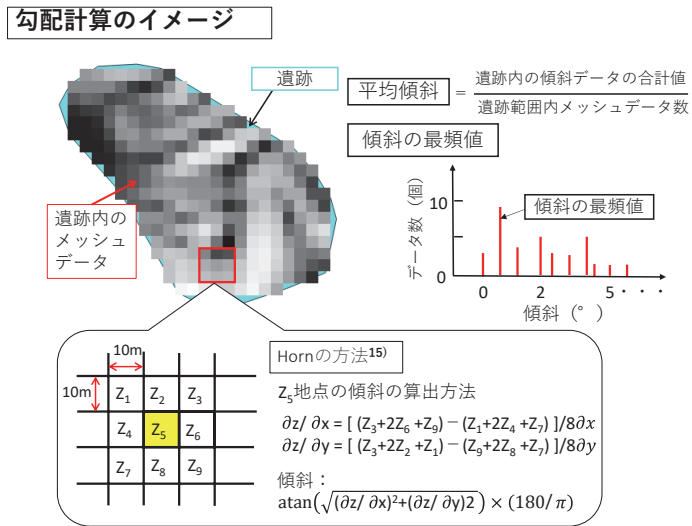 勾配計算のイメージ
遺跡
平均傾斜 = 遺跡内の傾斜データの合計値
遺跡範囲内メッシュデータ数
傾斜の最頻値
遺跡内の
メッシュ
データ
データ数（個）
10
5
0
傾斜の最頻値
0 2 5・・・
傾斜（°）
10m
10m
Z1 Z2 Z3
Z4 Z5 Z6
Z7 Z8 Z9
Hornの方法15)
Z5地点の傾斜の算出方法
∂z/ ∂x = [ (Z3+2Z6 +Z9) − (Z1+2Z4 +Z7) ]/8∂x
∂z/ ∂y = [ (Z3+2Z2 +Z1) − (Z9+2Z8 +Z7) ]/8∂y
傾斜：
atan(√(∂z/ ∂x)²+(∂z/ ∂y)2 ) × (180/ π)